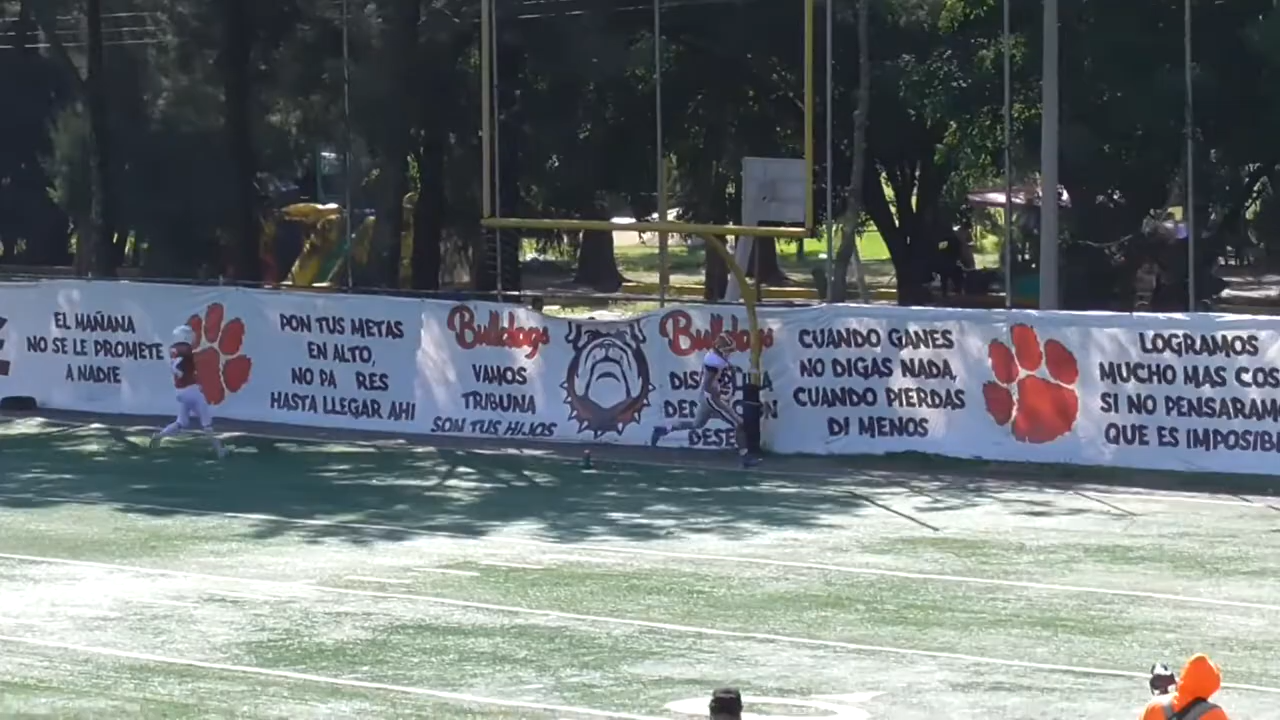 EL MAÑANA
NO SE LE PROMETE
A NADIE
PON TUS METAS
EN ALTO,
NO PA RES
HASTA LLEGAR AHI
Bulldogs
VAMOS
TRIBUNA
SON TUS HIJOS
Bulldogs
CUANDO GANES
NO DIGAS NADA,
CUANDO PIERDAS
DI MENOS
LOGRAMOS
MUCHO MAS COS
SI NO PENSARAM
QUE ES IMPOSIB